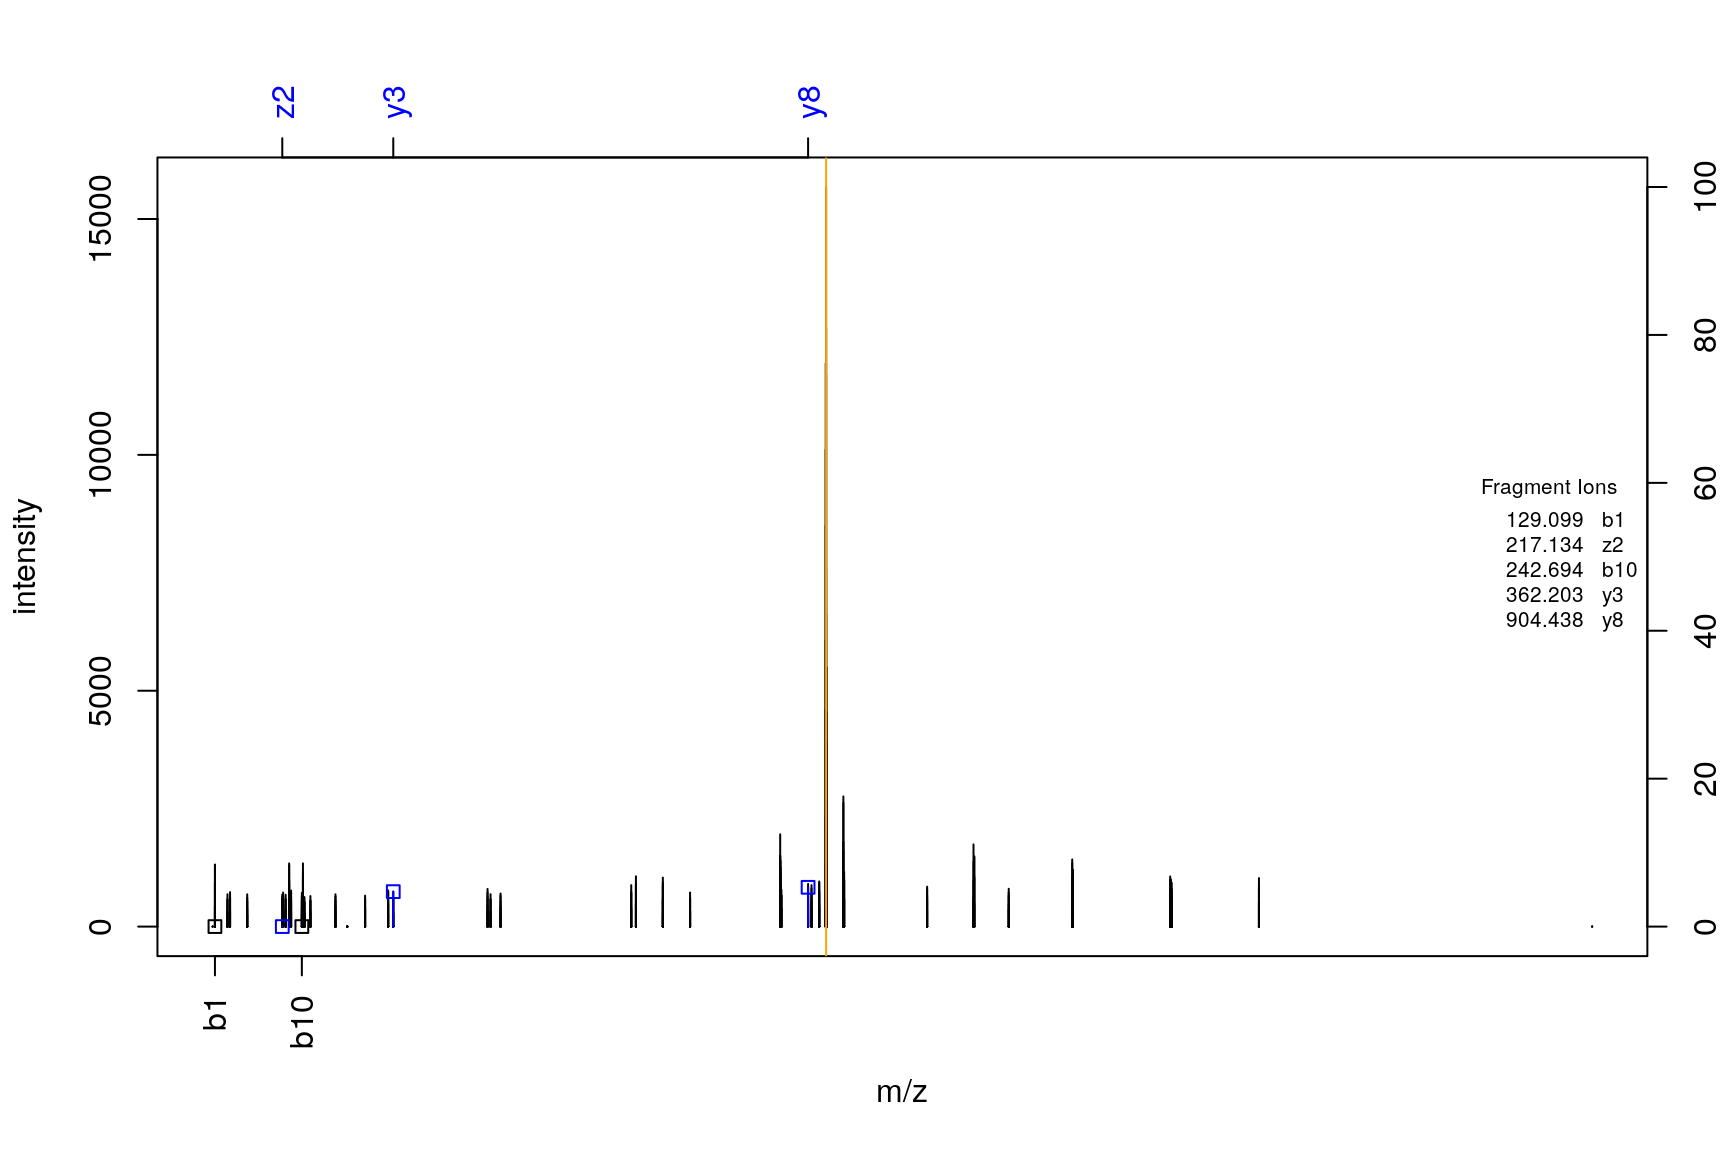 z2
y3
y8
15000
10000
5000
0
intensity
100
80
60
40
20
0
Fragment Ions
129.099 b1
217.134 z2
242.694 b10
362.203 y3
904.438 y8
b1
b10
m/z